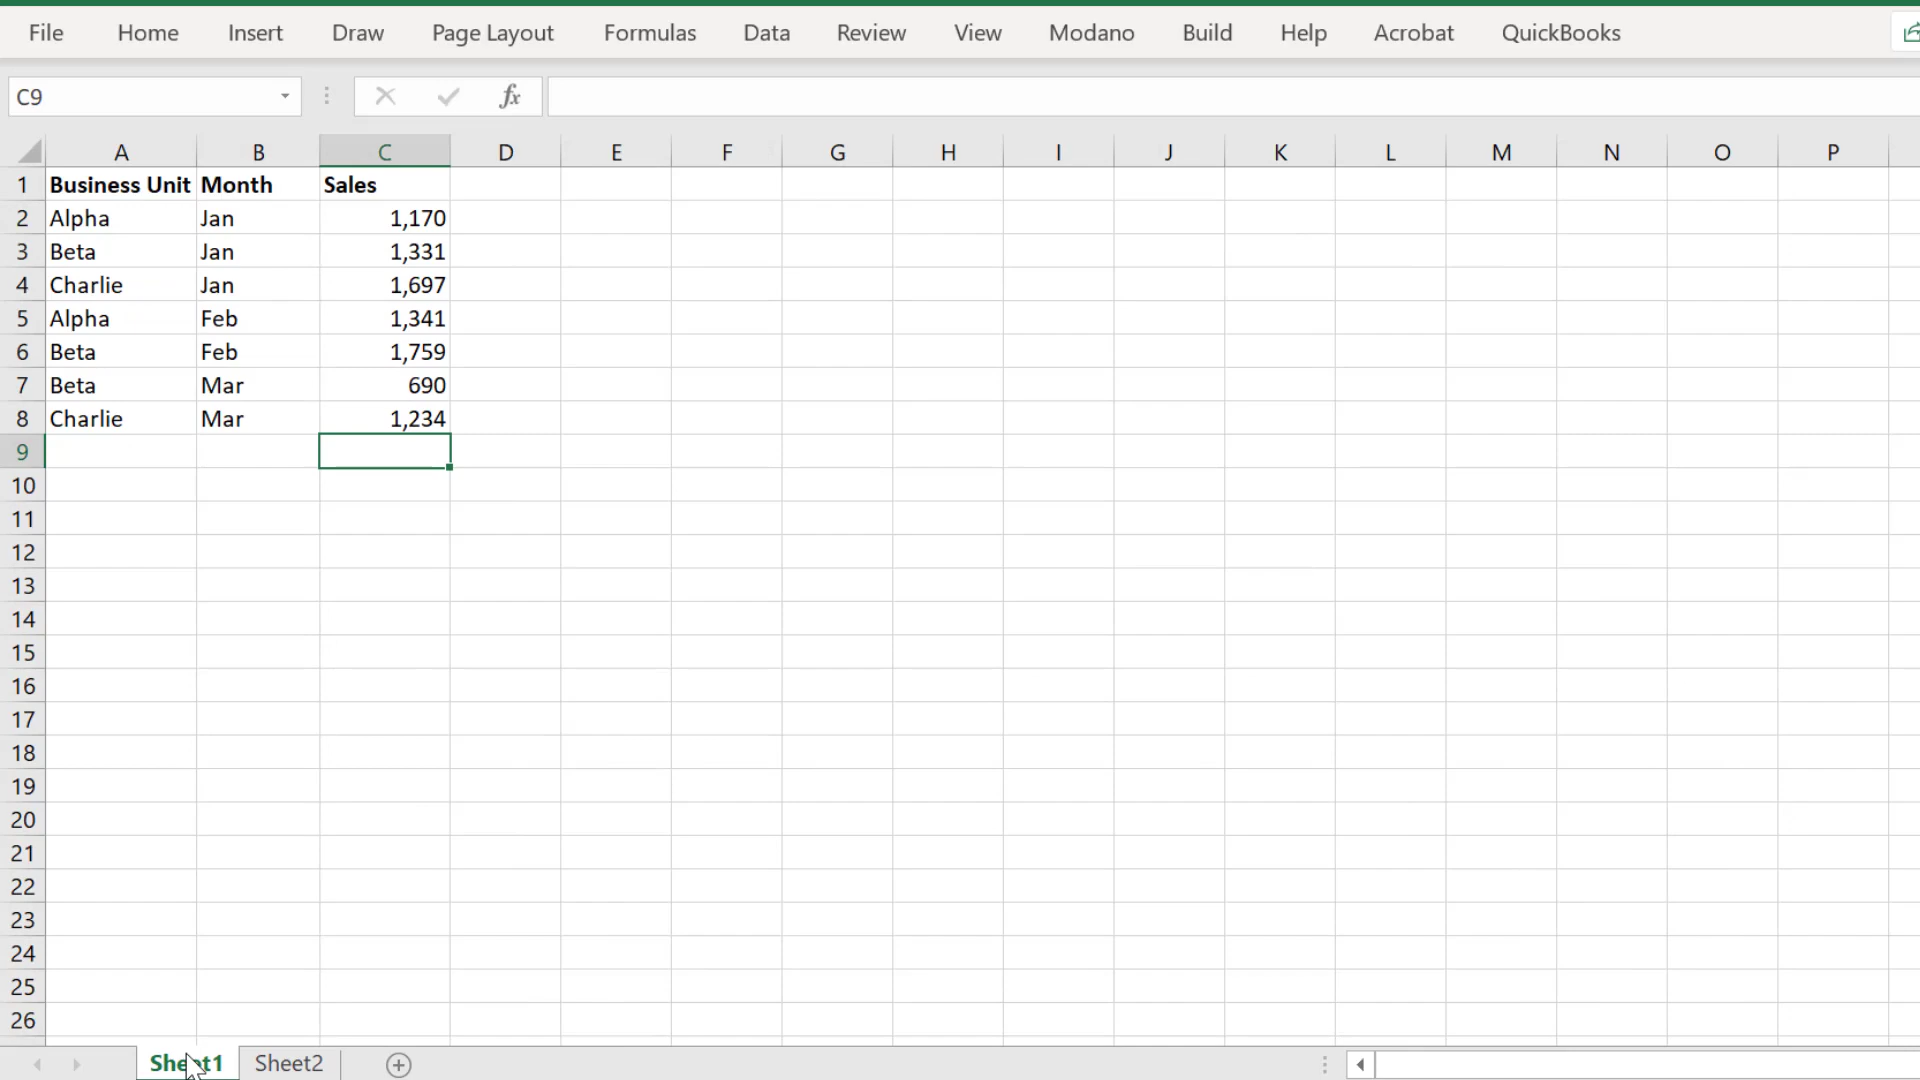 File Home Insert Draw Page Layout Formulas Data Review View Modano Build Help Acrobat QuickBooks
C9 fx
A B C D E F G H I J K L M N O P
1 Business Unit Month Sales
2 Alpha Jan 1,170
3 Beta Jan 1,331
4 Charlie Jan 1,697
5 Alpha Feb 1,341
6 Beta Feb 1,759
7 Beta Mar 690
8 Charlie Mar 1,234
9
10
11
12
13
14
15
16
17
18
19
20
21
22
23
24
25
26
Sheet1 Sheet2